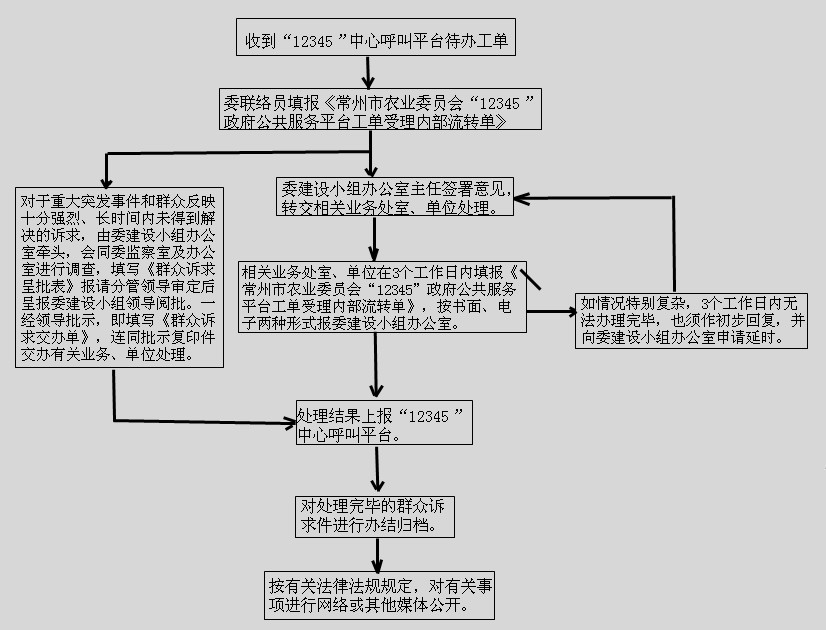 收到“12345”中心呼叫平台待办工单
委联络员填报《常州市农业委员会“12345”
政府公共服务平台工单受理内部流转单》
对于重大突发事件和群众反映
十分强烈、长时间内未得到解
决的诉求，由委建设小组办公
室牵头，会同委监察室及办公
室进行调查，填写《群众诉求
呈批表》报请分管领导审定后
呈报委建设小组领导阅批。一
经领导批示，即填写《群众诉
求交办单》，连同批示复印件
交办有关业务、单位处理。
委建设小组办公室主任签署意见，
转交相关业务处室、单位处理。
相关业务处室、单位在3个工作日内填报《
常州市农业委员会“12345”政府公共服务
平台工单受理内部流转单》，按书面、电
子两种形式报委建设小组办公室。
如情况特别复杂，3个工作日内无
法办理完毕，也须作初步回复，并
向委建设小组办公室申请延时。
处理结果上报“12345”
中心呼叫平台。
对处理完毕的群众诉
求件进行办结归档。
按有关法律法规规定，对有关事
项进行网络或其他媒体公开。